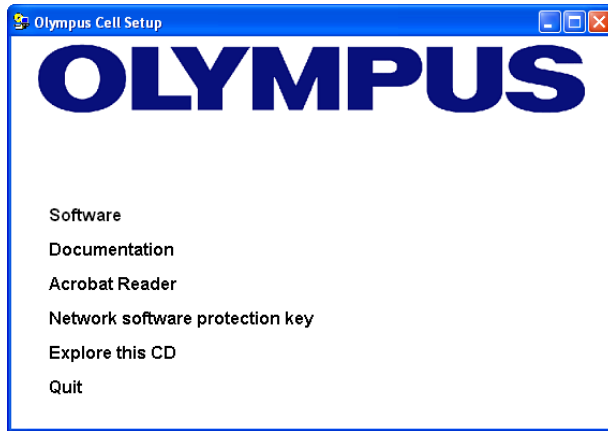 Olympus Cell Setup
OLYMPUS
Software
Documentation
Acrobat Reader
Network software protection key
Explore this CD
Quit